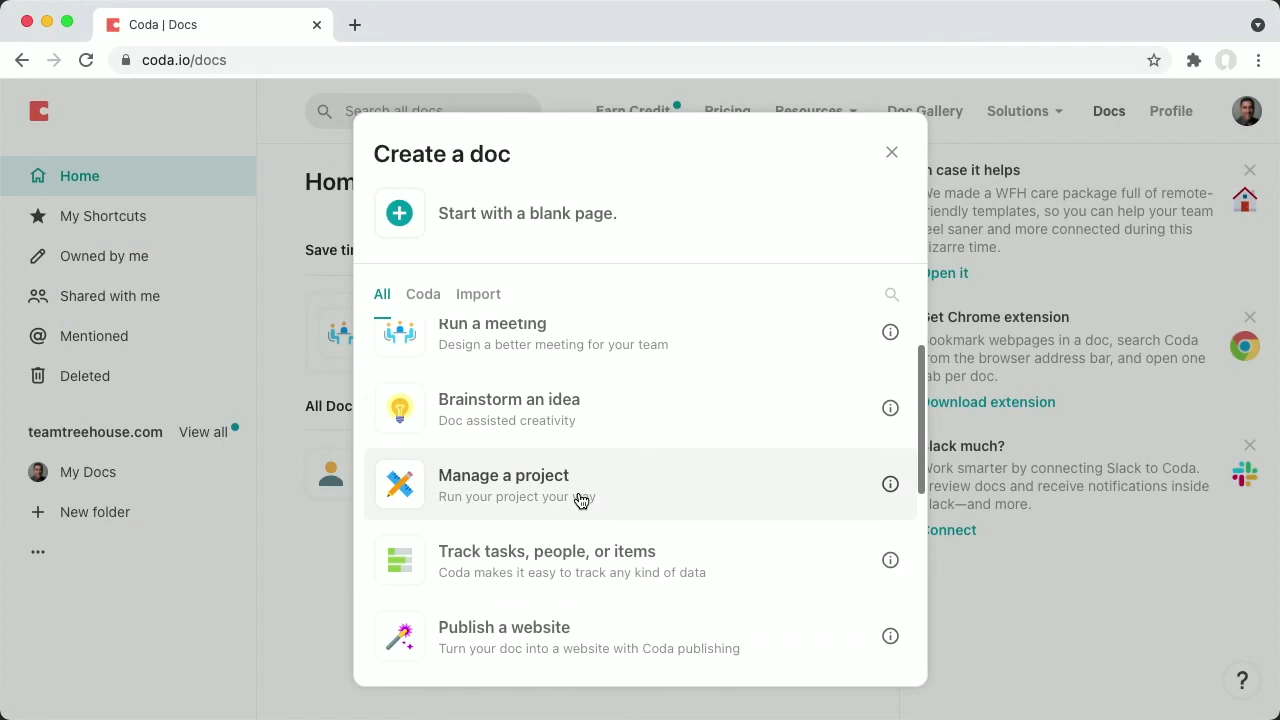 Coda | Docs
coda.io/docs
Search all docs
Earn Credit
Pricing
Resources
Doc Gallery
Solutions
Docs
Profile
Home
My Shortcuts
Owned by me
Shared with me
Mentioned
Deleted
teamtreehouse.com View all
My Docs
New folder
Hom
Save ti
All Doc
Create a doc
Start with a blank page.
All Coda Import
Run a meeting
Design a better meeting for your team
Brainstorm an idea
Doc assisted creativity
Manage a project
Run your project your way
Track tasks, people, or items
Coda makes it easy to track any kind of data
Publish a website
Turn your doc into a website with Coda publishing
n case it helps
We made a WFH care package full of remote-
riendly templates, so you can help your team
eel saner and more connected during this
izarre time.
Open it
Get Chrome extension
ookmark webpages in a doc, search Coda
rom the browser address bar, and open one
ab per doc.
Download extension
lack much?
Work smarter by connecting Slack to Coda.
review docs and receive notifications inside
lack—and more.
Connect
?